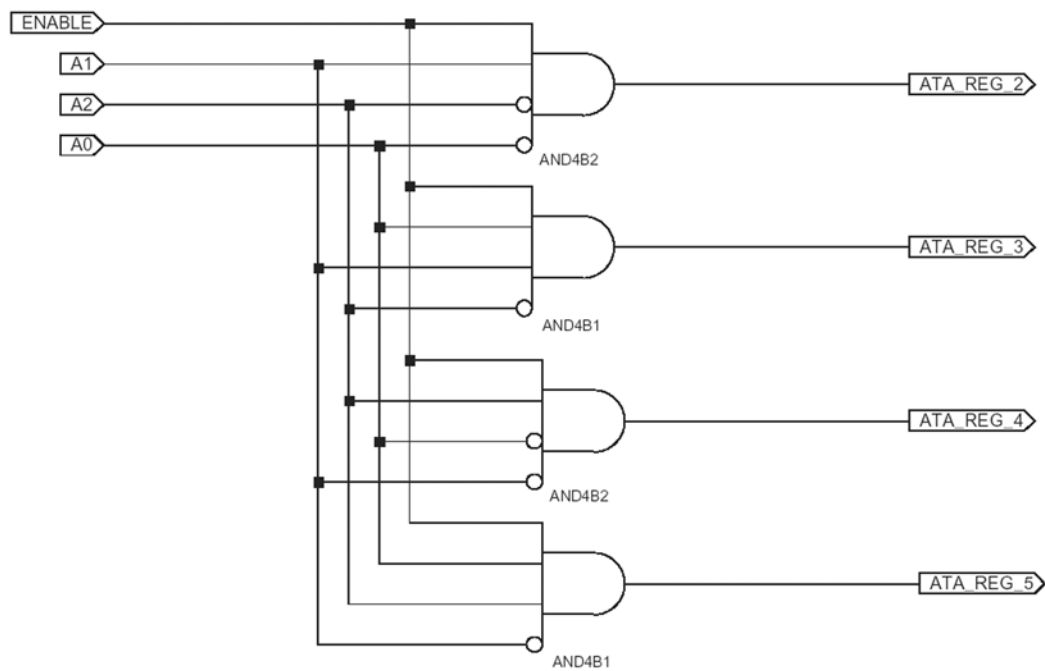 ENABLE
A1
A2
A0
AND4B2
ATA_REG_2
AND4B1
ATA_REG_3
AND4B2
ATA_REG_4
AND4B1
ATA_REG_5